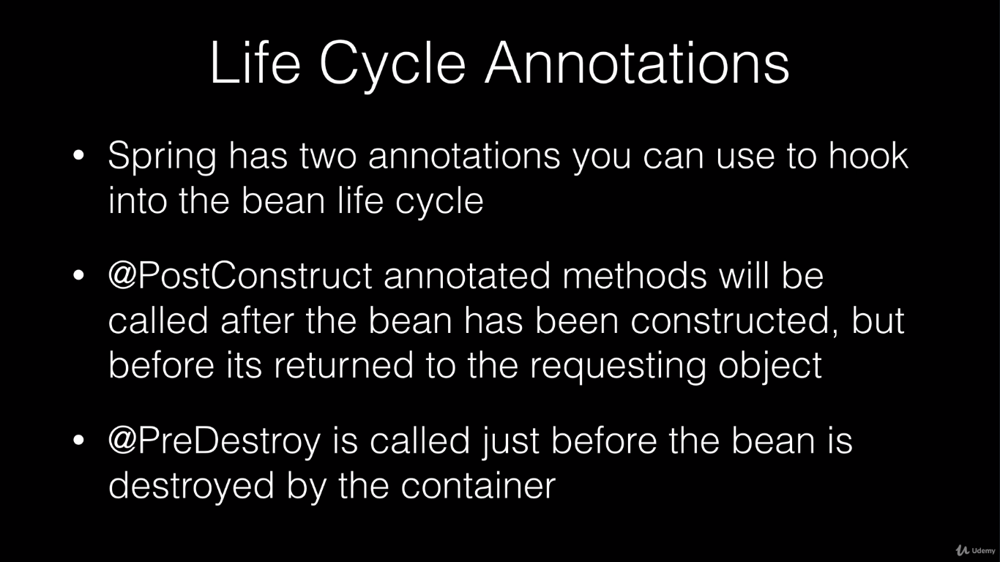 Life Cycle Annotations
• Spring has two annotations you can use to hook
into the bean life cycle
• @PostConstruct annotated methods will be
called after the bean has been constructed, but
before its returned to the requesting object
• @PreDestroy is called just before the bean is
destroyed by the container
Udemy